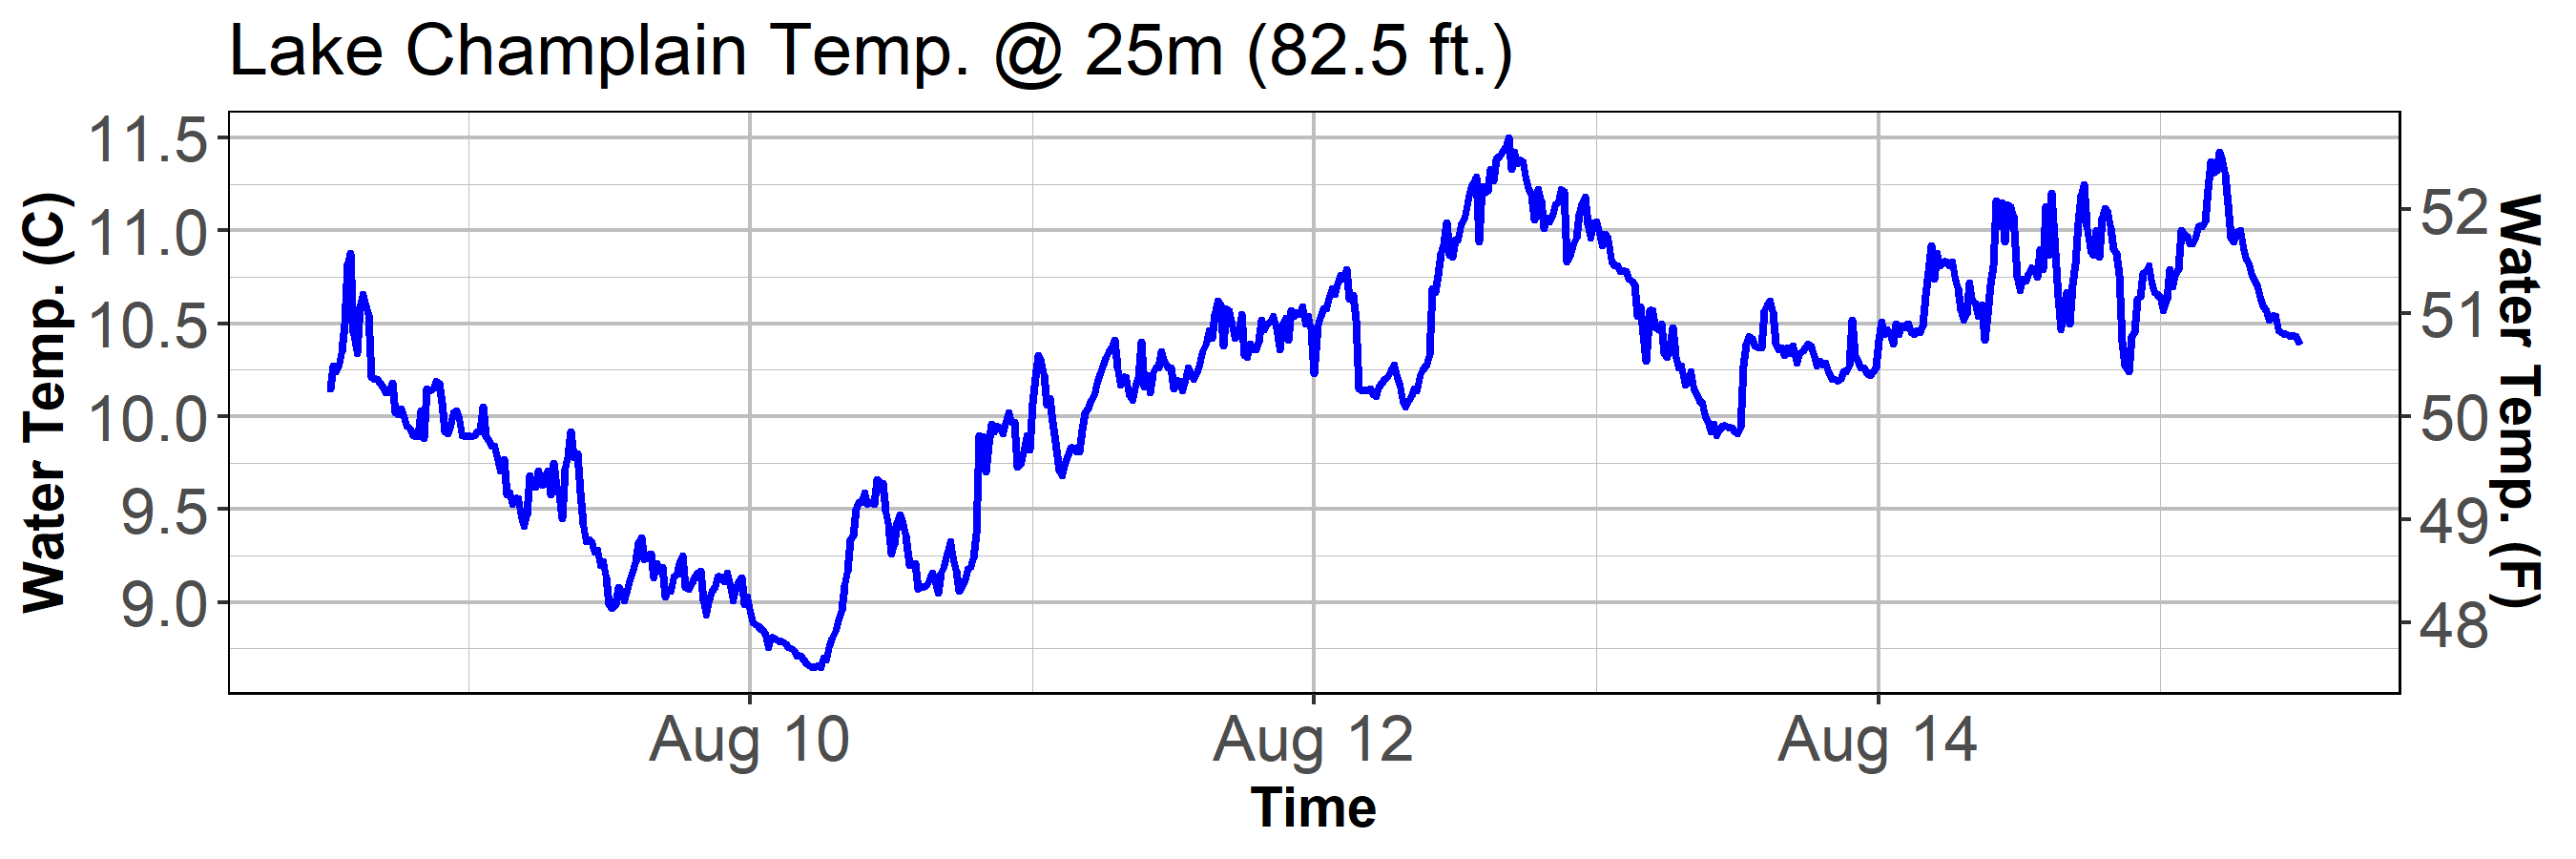 Lake Champlain Temp. @ 25m (82.5 ft.)
Water Temp. (C)
11.5
11.0
10.5
10.0
9.5
9.0
52
51
50
49
48
Water Temp. (F)
Aug 10
Aug 12
Aug 14
Time